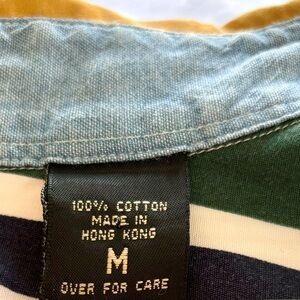 100% COTTON
MADE IN
HONG KONG
M
OVER FOR CARE